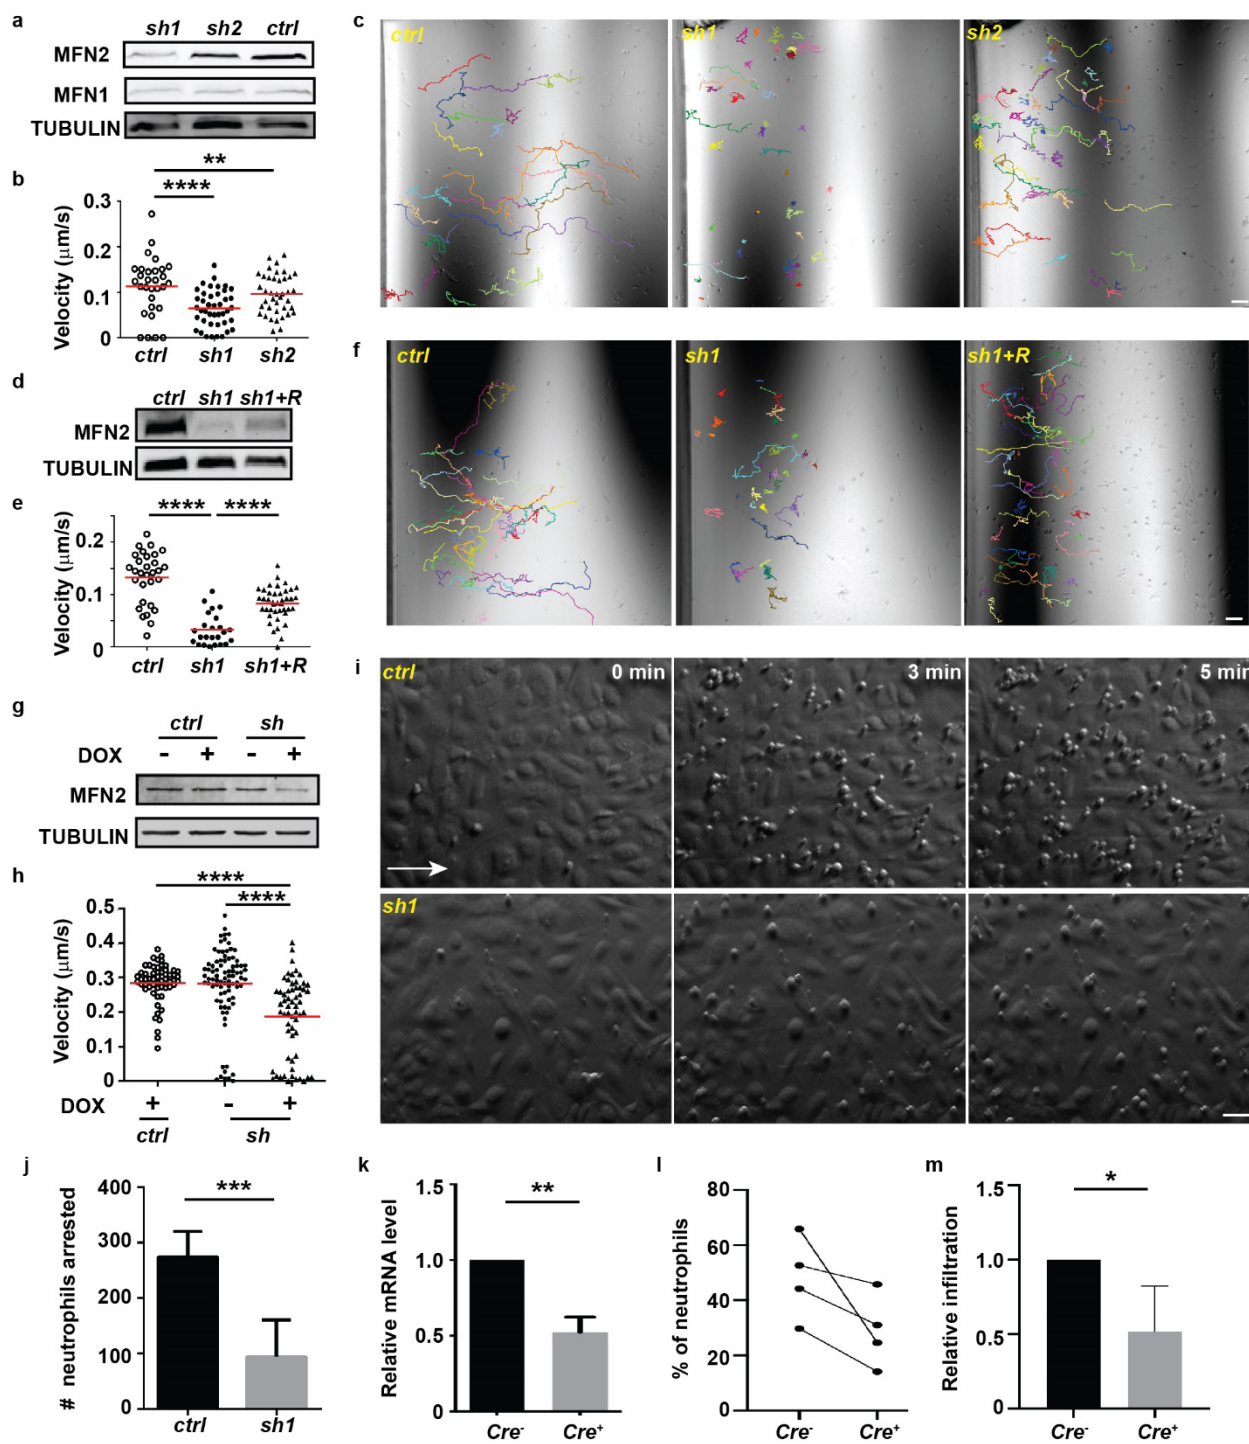 a
sh1 sh2 ctrl
MFN2
MFN1
TUBULIN
b
**
****
Velocity (μm/s)
0.3
0.2
0.1
0
ctrl sh1 sh2
c
ctrl
sh1
sh2
d
ctrl sh1 sh1+R
MFN2
TUBULIN
e
**** ****
Velocity (μm/s)
0.2
0.1
0
ctrl sh1 sh1+R
f
ctrl
sh1
sh1+R
g
ctrl sh
DOX - + - +
MFN2
TUBULIN
h
****
****
Velocity (μm/s)
0.5
0.4
0.3
0.2
0.1
0
DOX + - +
ctrl sh
i
ctrl
0 min
3 min
5 min
sh1
j
***
# neutrophils arrested
400
300
200
100
0
ctrl sh1
k
**
Relative mRNA level
1.5
1.0
0.5
0
Cre- Cre+
l
% of neutrophils
80
60
40
20
0
Cre- Cre+
m
*
Relative infiltration
1.5
1.0
0.5
0
Cre- Cre+